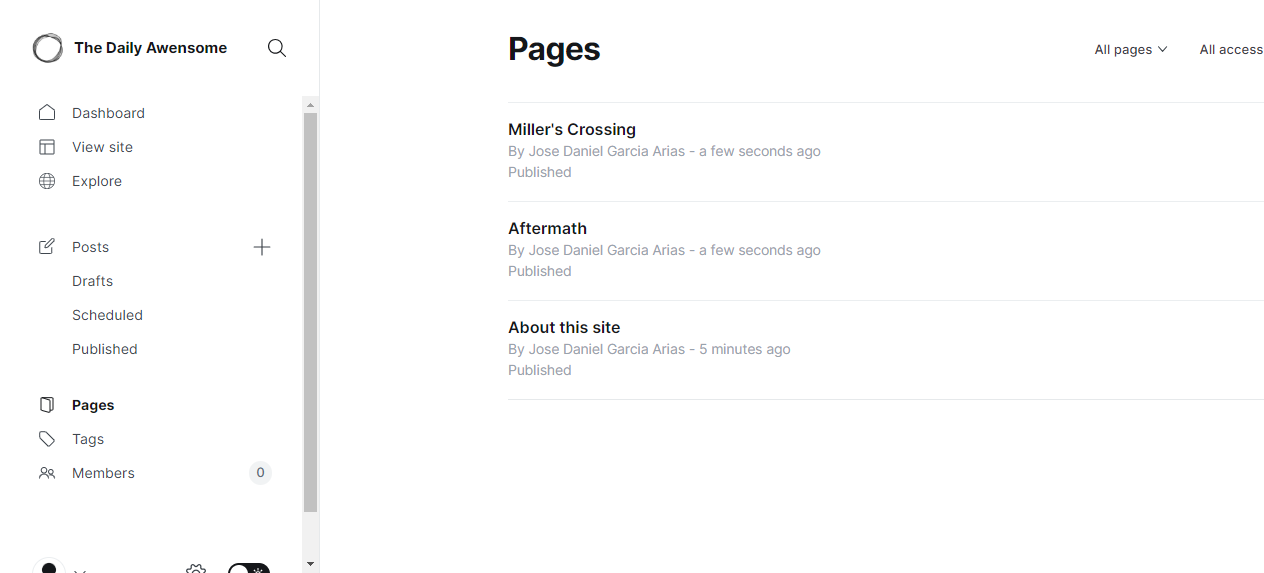 The Daily Awensome
Dashboard
View site
Explore
Posts
Drafts
Scheduled
Published
Pages
Tags
Members 0
Pages
All pages All access
Miller's Crossing
By Jose Daniel Garcia Arias - a few seconds ago
Published
Aftermath
By Jose Daniel Garcia Arias - a few seconds ago
Published
About this site
By Jose Daniel Garcia Arias - 5 minutes ago
Published